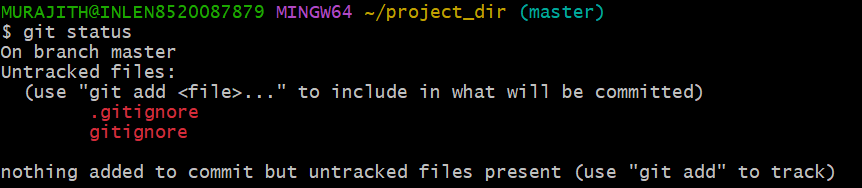 MURAJITH@INLEN8520087879 MINGW64 ~/project_dir (master)
$ git status
On branch master
Untracked files:
  (use "git add <file>..." to include in what will be committed)
        .gitignore
        gitignore

nothing added to commit but untracked files present (use "git add" to track)